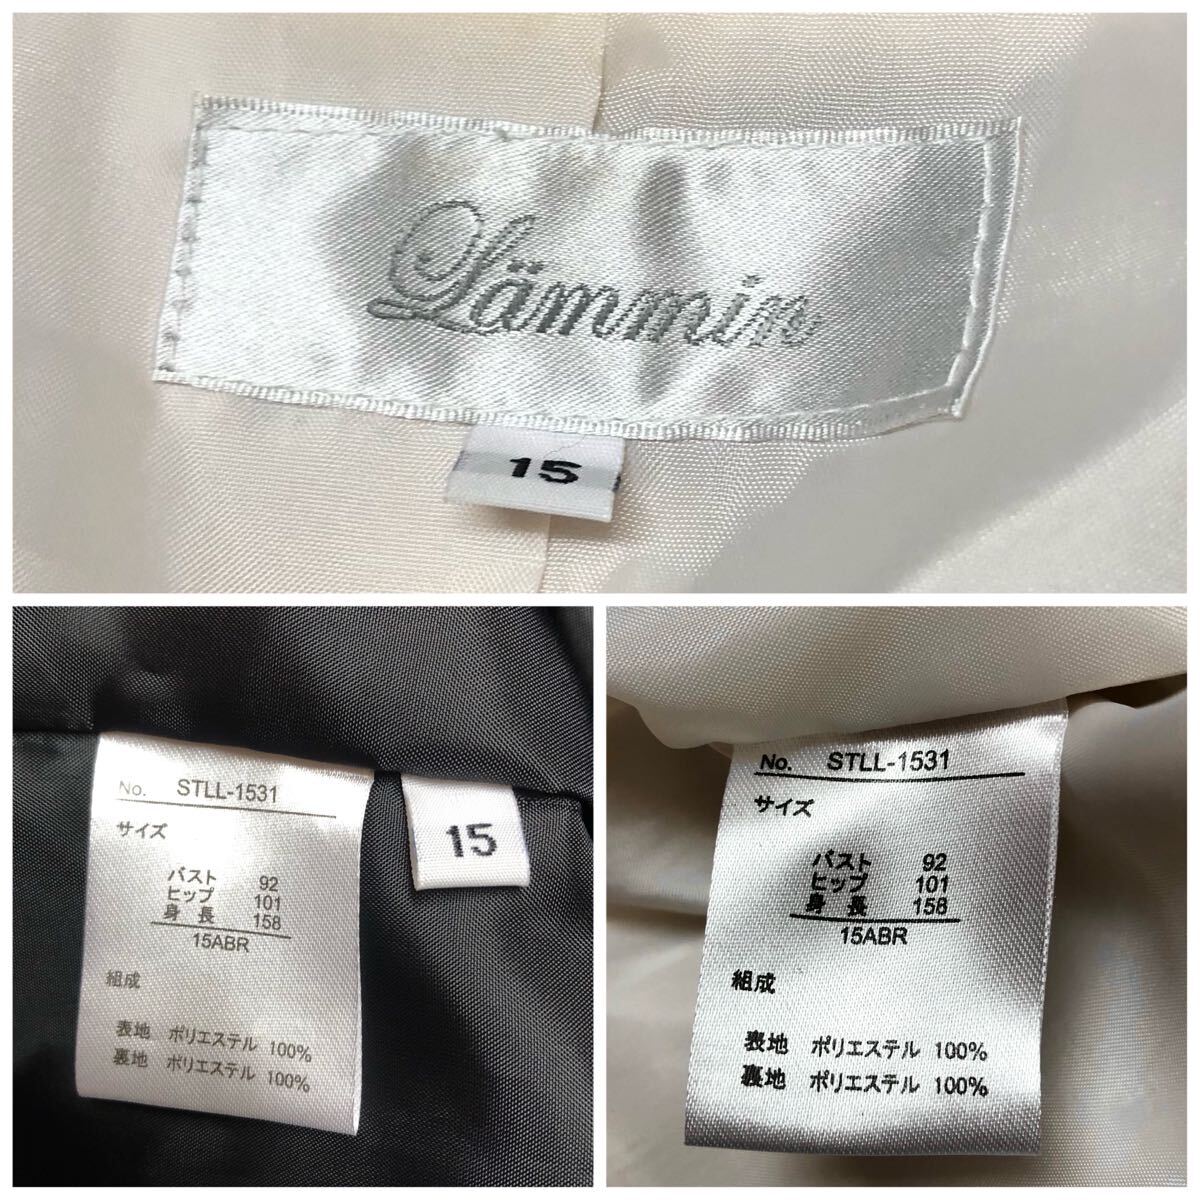 Lämmin
15
No. STLL-1531
サイズ
バスト 92
ヒップ 101
身長 158
15ABR
組成
表地 ポリエステル 100%
裏地 ポリエステル 100%
15
No. STLL-1531
サイズ
バスト 92
ヒップ 101
身長 158
15ABR
組成
表地 ポリエステル 100%
裏地 ポリエステル 100%